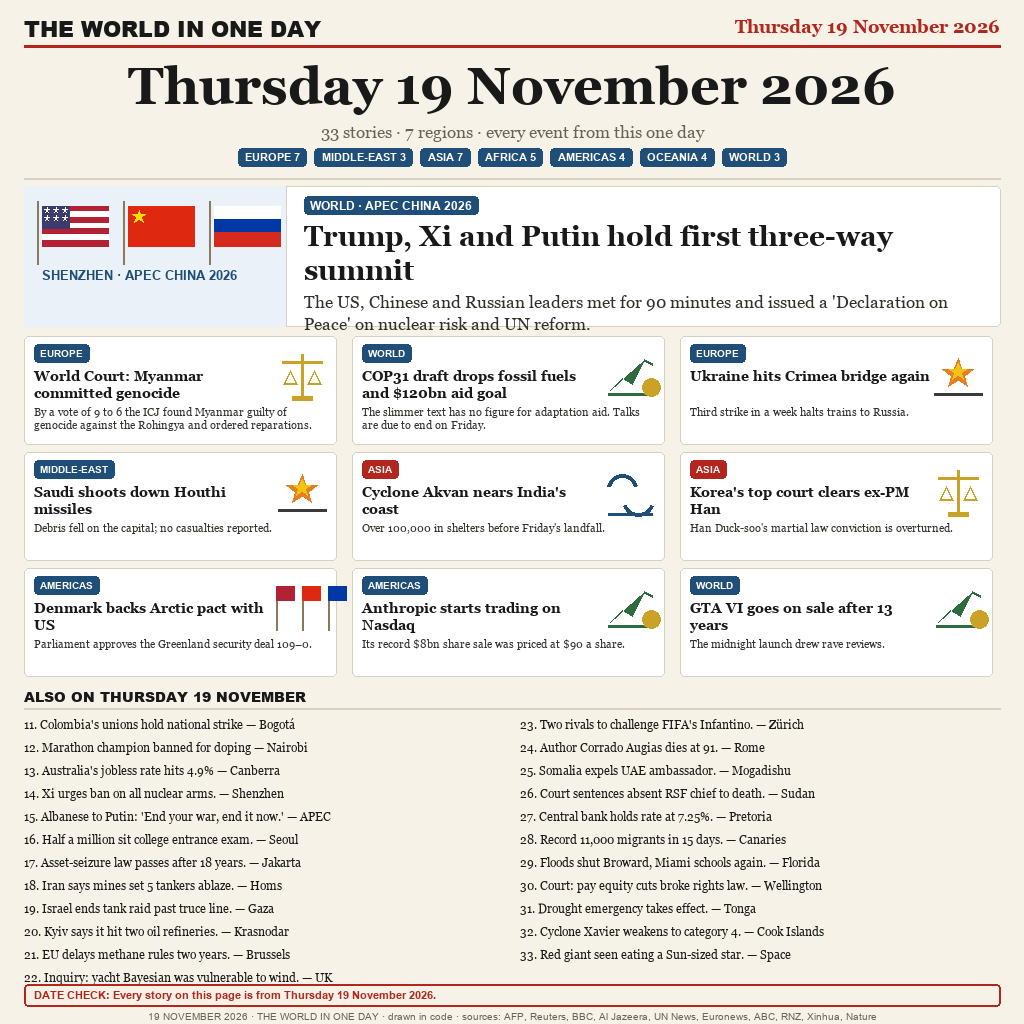 THE WORLD IN ONE DAY
Thursday 19 November 2026
Thursday 19 November 2026
33 stories · 7 regions · every event from this one day
EUROPE 7
MIDDLE-EAST 3
ASIA 7
AFRICA 5
AMERICAS 4
OCEANIA 4
WORLD 3
SHENZHEN · APEC CHINA 2026
WORLD · APEC CHINA 2026
Trump, Xi and Putin hold first three-way
summit
The US, Chinese and Russian leaders met for 90 minutes and issued a 'Declaration on
Peace' on nuclear risk and UN reform.
EUROPE
World Court: Myanmar
committed genocide
By a vote of 9 to 6 the ICJ found Myanmar guilty of
genocide against the Rohingya and ordered reparations.
WORLD
COP31 draft drops fossil fuels
and $120bn aid goal
The slimmer text has no figure for adaptation aid. Talks
are due to end on Friday.
EUROPE
Ukraine hits Crimea bridge again
Third strike in a week halts trains to Russia.
MIDDLE-EAST
Saudi shoots down Houthi
missiles
Debris fell on the capital; no casualties reported.
ASIA
Cyclone Akvan nears India's
coast
Over 100,000 in shelters before Friday's landfall.
ASIA
Korea's top court clears ex-PM
Han
Han Duck-soo's martial law conviction is overturned.
AMERICAS
Denmark backs Arctic pact with
US
Parliament approves the Greenland security deal 109–0.
AMERICAS
Anthropic starts trading on
Nasdaq
Its record $8bn share sale was priced at $90 a share.
WORLD
GTA VI goes on sale after 13
years
The midnight launch drew rave reviews.
ALSO ON THURSDAY 19 NOVEMBER
11. Colombia's unions hold national strike — Bogotá
12. Marathon champion banned for doping — Nairobi
13. Australia's jobless rate hits 4.9% — Canberra
14. Xi urges ban on all nuclear arms. — Shenzhen
15. Albanese to Putin: 'End your war, end it now.' — APEC
16. Half a million sit college entrance exam. — Seoul
17. Asset-seizure law passes after 18 years. — Jakarta
18. Iran says mines set 5 tankers ablaze. — Homs
19. Israel ends tank raid past truce line. — Gaza
20. Kyiv says it hit two oil refineries. — Krasnodar
21. EU delays methane rules two years. — Brussels
22. Inquiry: yacht Bayesian was vulnerable to wind. — UK
23. Two rivals to challenge FIFA's Infantino. — Zürich
24. Author Corrado Augias dies at 91. — Rome
25. Somalia expels UAE ambassador. — Mogadishu
26. Court sentences absent RSF chief to death. — Sudan
27. Central bank holds rate at 7.25%. — Pretoria
28. Record 11,000 migrants in 15 days. — Canaries
29. Floods shut Broward, Miami schools again. — Florida
30. Court: pay equity cuts broke rights law. — Wellington
31. Drought emergency takes effect. — Tonga
32. Cyclone Xavier weakens to category 4. — Cook Islands
33. Red giant seen eating a Sun-sized star. — Space
DATE CHECK: Every story on this page is from Thursday 19 November 2026.
19 NOVEMBER 2026 · THE WORLD IN ONE DAY · drawn in code · sources: AFP, Reuters, BBC, Al Jazeera, UN News, Euronews, ABC, RNZ, Xinhua, Nature